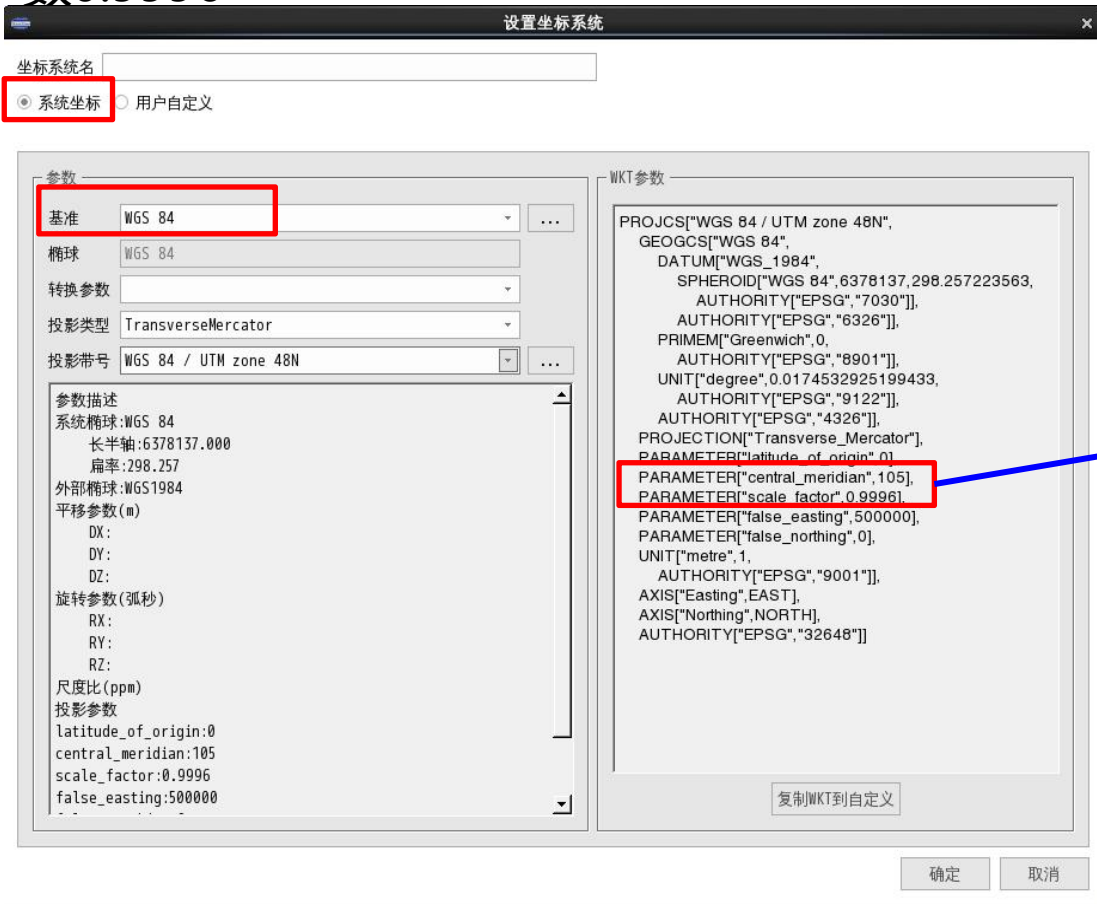 数0.9996
设置坐标系统
坐标系统名
系统坐标 用户自定义
参数
基准 WGS 84 ...
椭球 WGS 84
转换参数
投影类型 TransverseMercator
投影带号 WGS 84 / UTM zone 48N ...
参数描述
系统椭球:WGS 84
长半轴:6378137.000
扁率:298.257
外部椭球:WGS1984
平移参数(m)
DX:
DY:
DZ:
旋转参数(弧秒)
RX:
RY:
RZ:
尺度比(ppm)
投影参数
latitude_of_origin:0
central_meridian:105
scale_factor:0.9996
false_easting:500000
WKT参数
PROJCS["WGS 84 / UTM zone 48N",
GEOGCS["WGS 84",
DATUM["WGS_1984",
SPHEROID["WGS 84",6378137,298.257223563,
AUTHORITY["EPSG","7030"]],
AUTHORITY["EPSG","6326"]],
PRIMEM["Greenwich",0,
AUTHORITY["EPSG","8901"]],
UNIT["degree",0.0174532925199433,
AUTHORITY["EPSG","9122"]],
AUTHORITY["EPSG","4326"]],
PROJECTION["Transverse_Mercator"],
PARAMETER["latitude_of_origin",0],
PARAMETER["central_meridian",105],
PARAMETER["scale_factor",0.9996],
PARAMETER["false_easting",500000],
PARAMETER["false_northing",0],
UNIT["metre",1,
AUTHORITY["EPSG","9001"]],
AXIS["Easting",EAST],
AXIS["Northing",NORTH],
AUTHORITY["EPSG","32648"]]
复制WKT到自定义
确定 取消